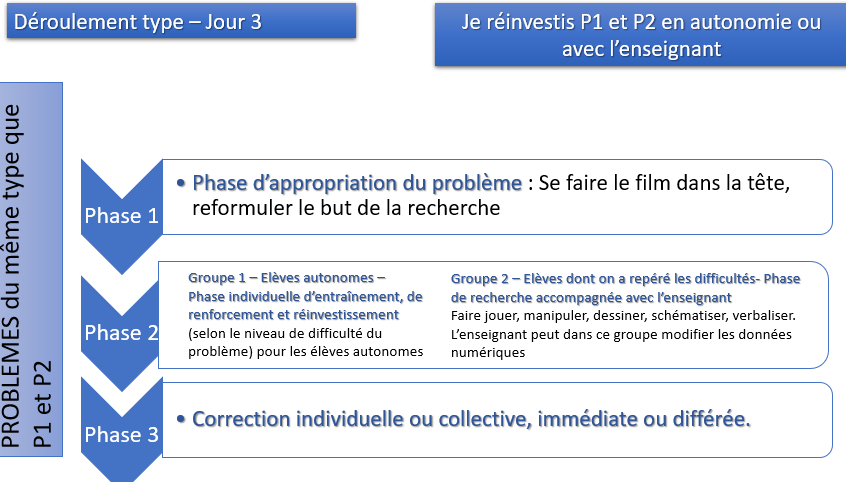 Déroulement type – Jour 3
Je réinvestis P1 et P2 en autonomie ou
avec l'enseignant
PROBLEMES du même type que
P1 et P2
Phase 1
• Phase d'appropriation du problème : Se faire le film dans la tête,
reformuler le but de la recherche
Phase 2
Groupe 1 – Elèves autonomes –
Phase individuelle d'entraînement, de
renforcement et réinvestissement
(selon le niveau de difficulté du
problème) pour les élèves autonomes
Groupe 2 – Elèves dont on a repéré les difficultés- Phase
de recherche accompagnée avec l'enseignant
Faire jouer, manipuler, dessiner, schématiser, verbaliser.
L'enseignant peut dans ce groupe modifier les données
numériques
Phase 3
• Correction individuelle ou collective, immédiate ou différée.